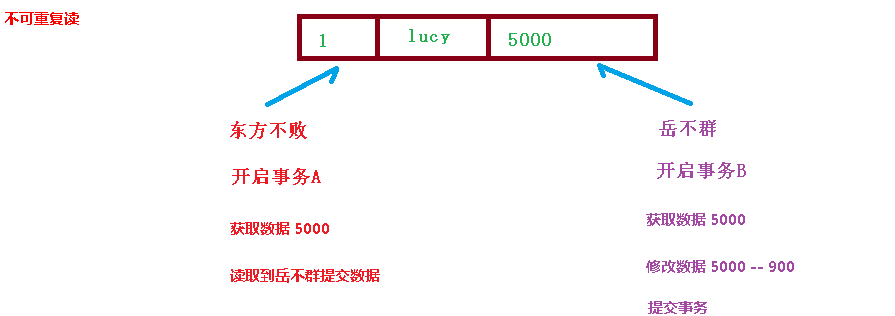 不可重复读
1 lucy 5000
东方不败
岳不群
开启事务A
开启事务B
获取数据 5000
获取数据 5000
读取到岳不群提交数据
修改数据 5000 -- 900
提交事务